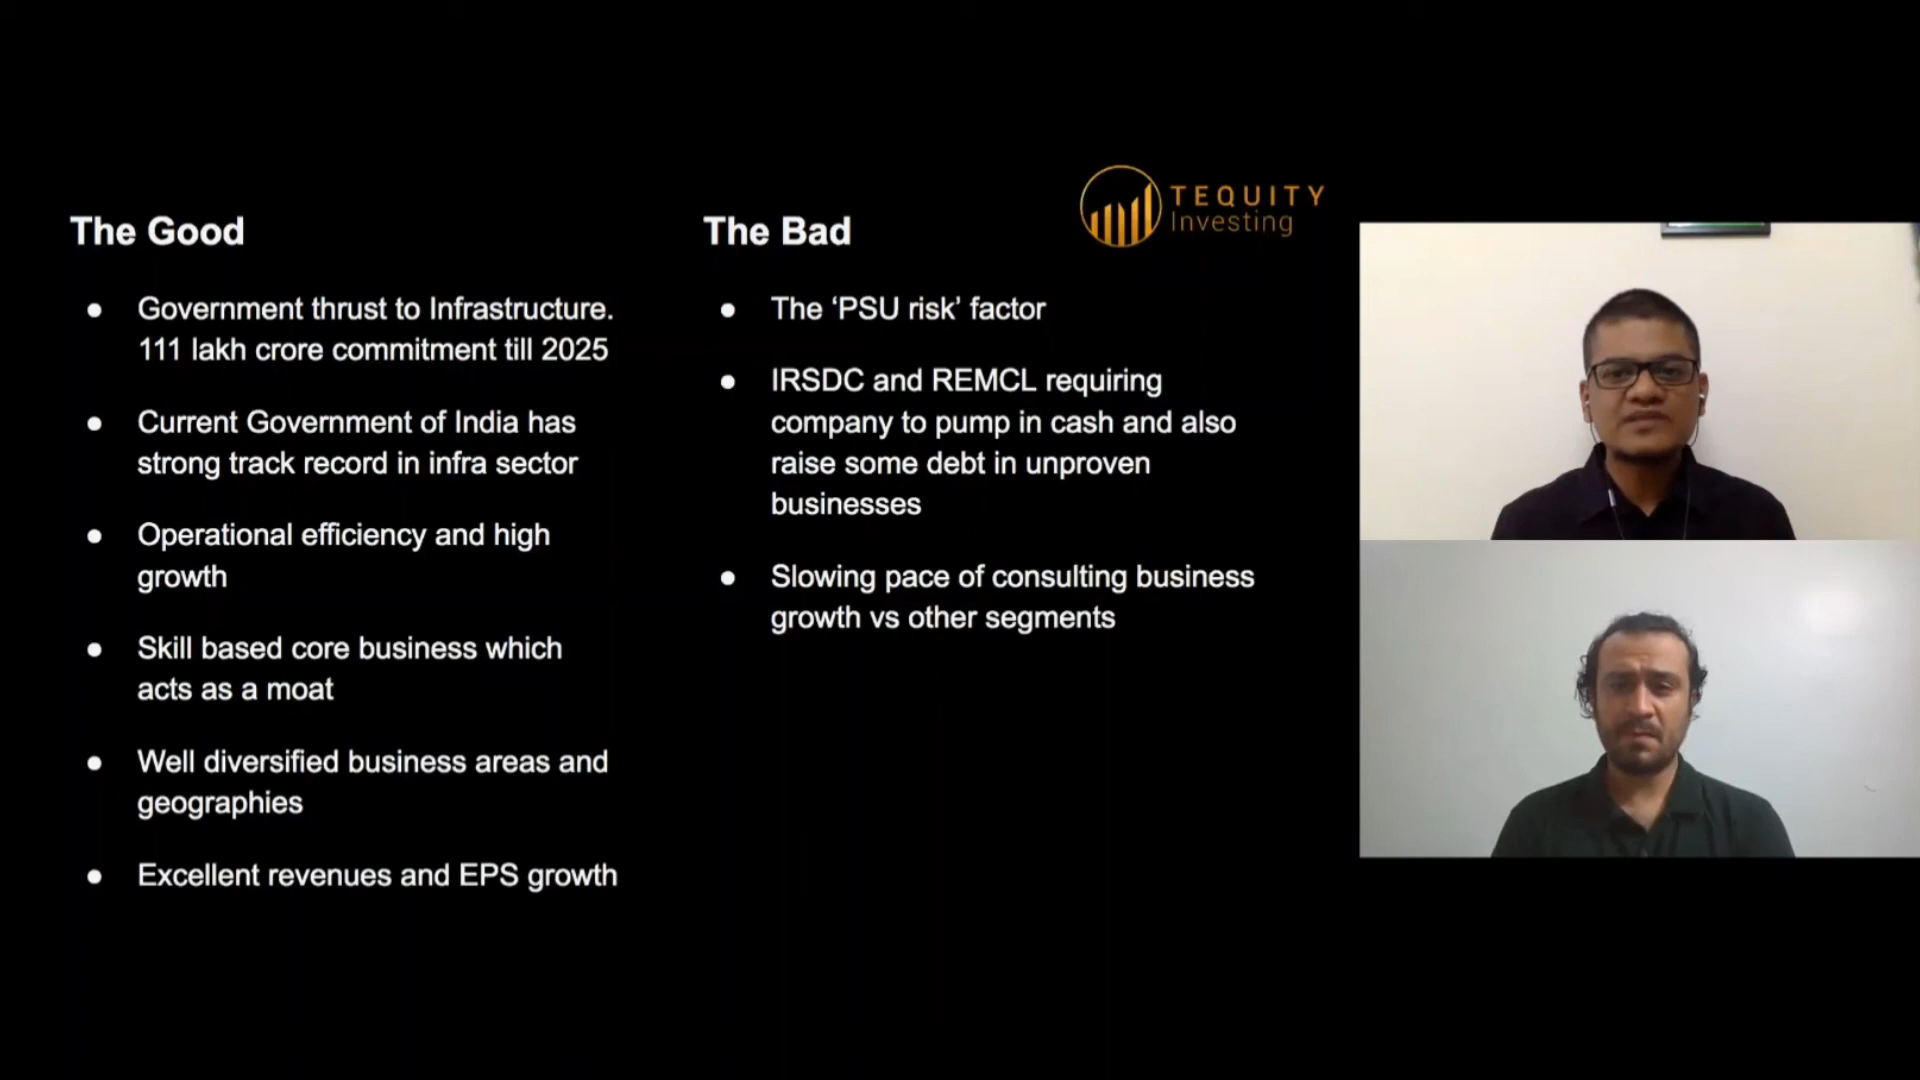 The Good
Government thrust to Infrastructure.
111 lakh crore commitment till 2025
Current Government of India has
strong track record in infra sector
Operational efficiency and high
growth
Skill based core business which
acts as a moat
Well diversified business areas and
geographies
Excellent revenues and EPS growth
The Bad
The ‘PSU risk’ factor
IRSDC and REMCL requiring
company to pump in cash and also
raise some debt in unproven
businesses
Slowing pace of consulting business
growth vs other segments
TEQUITY
Investing